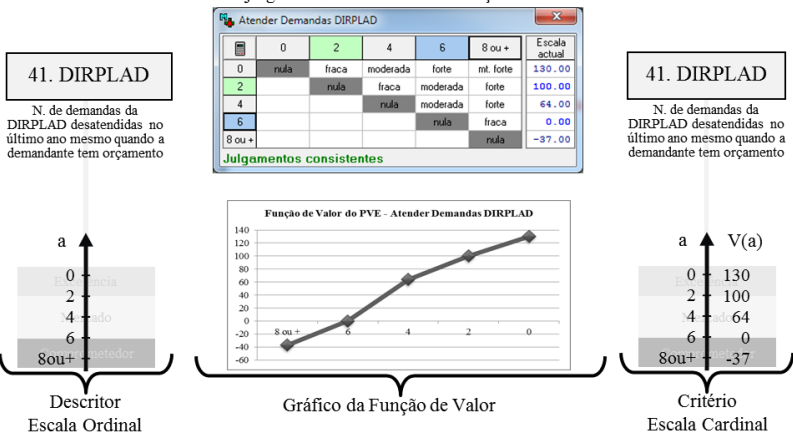 Atender Demandas DIRPLAD
0 2 4 6 8 ou + Escala actual
0 nula fraca moderada forte mt. forte 130.00
2 nula fraca moderada forte 100.00
4 nula moderada forte 64.00
6 nula fraca 0.00
8 ou + nula -37.00
Julgamentos consistentes
41. DIRPLAD
N. de demandas da
DIRPLAD desatendidas no
último ano mesmo quando a
demandante tem orçamento
a
0
2
4
6
8ou+
Descritor
Escala Ordinal
Função de Valor do PVE - Atender Demandas DIRPLAD
140
120
100
80
60
40
20
0
-20
-40
-60
8 ou + 6 4 2 0
Gráfico da Função de Valor
41. DIRPLAD
N. de demandas da
DIRPLAD desatendidas no
último ano mesmo quando a
demandante tem orçamento
a V(a)
0 130
2 100
4 64
6 0
8ou+ -37
Critério
Escala Cardinal